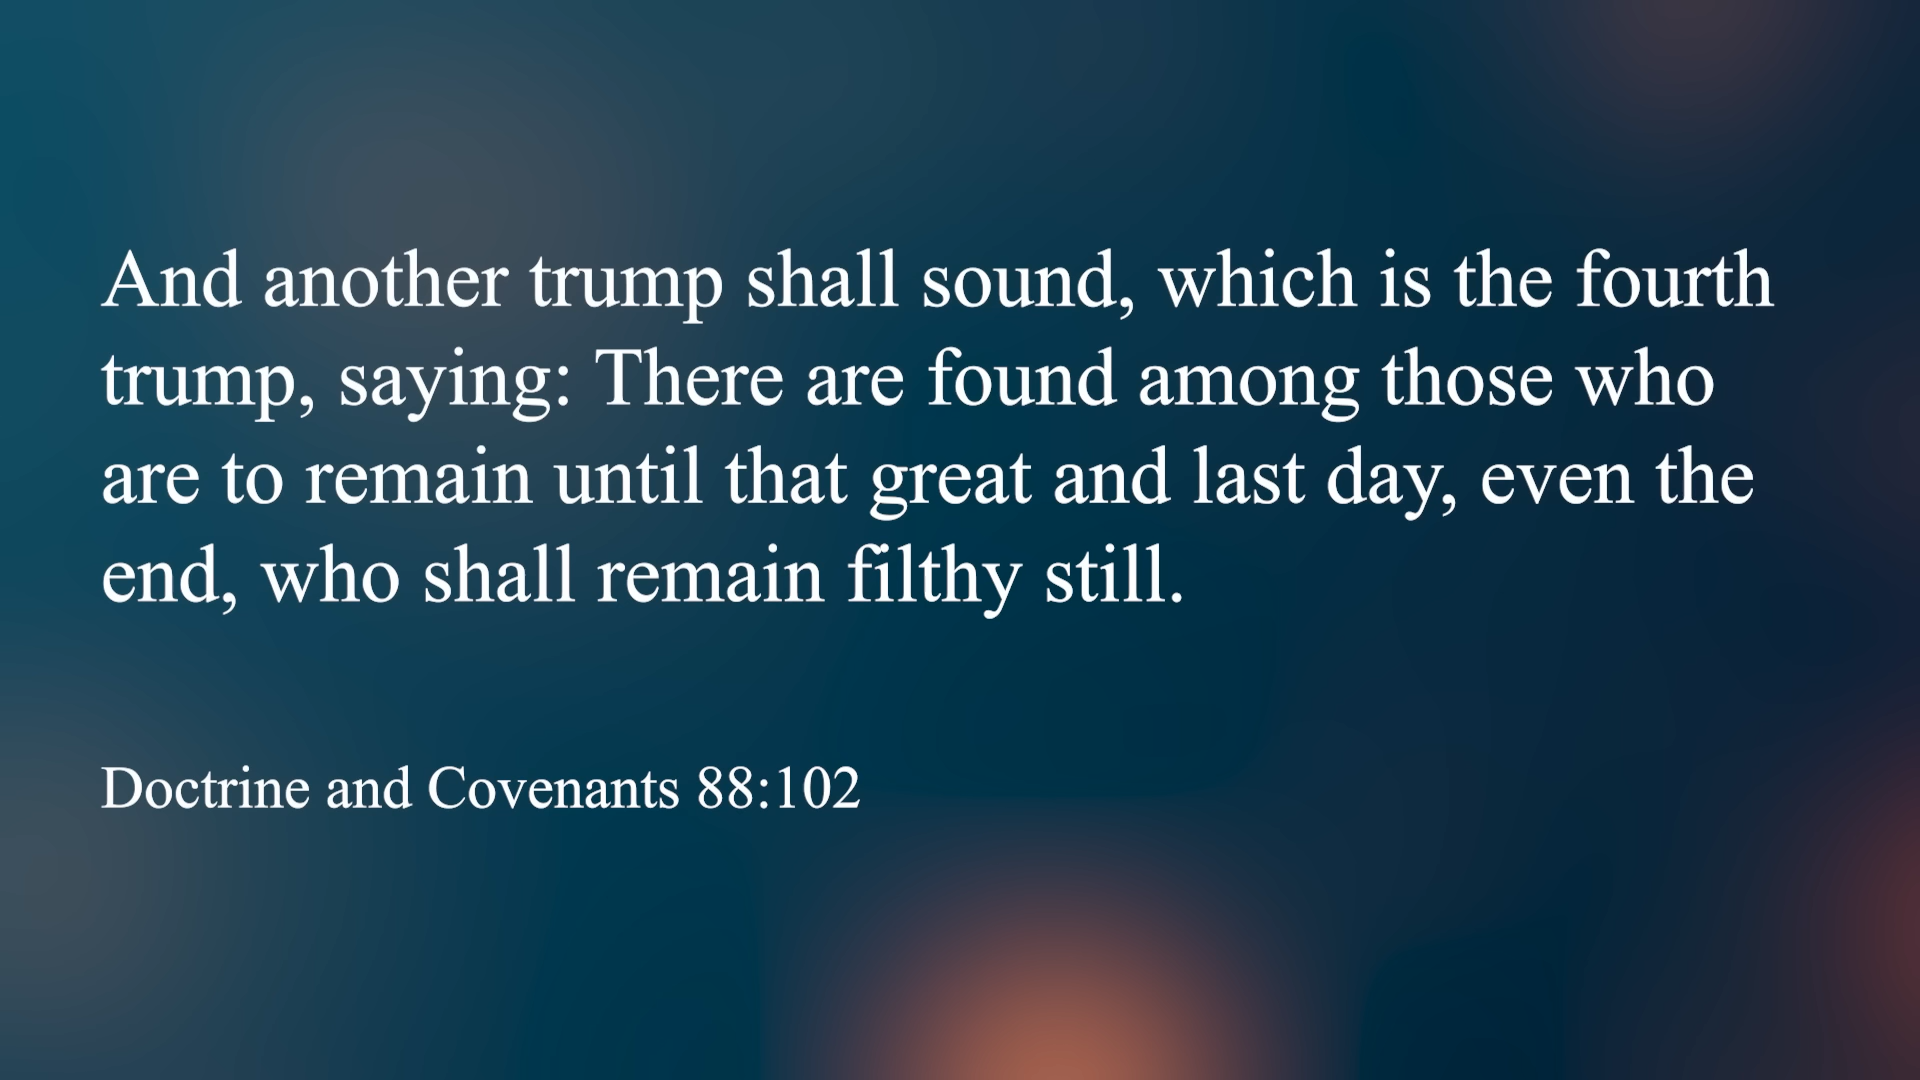 And another trump shall sound, which is the fourth
trump, saying: There are found among those who
are to remain until that great and last day, even the
end, who shall remain filthy still.
Doctrine and Covenants 88:102